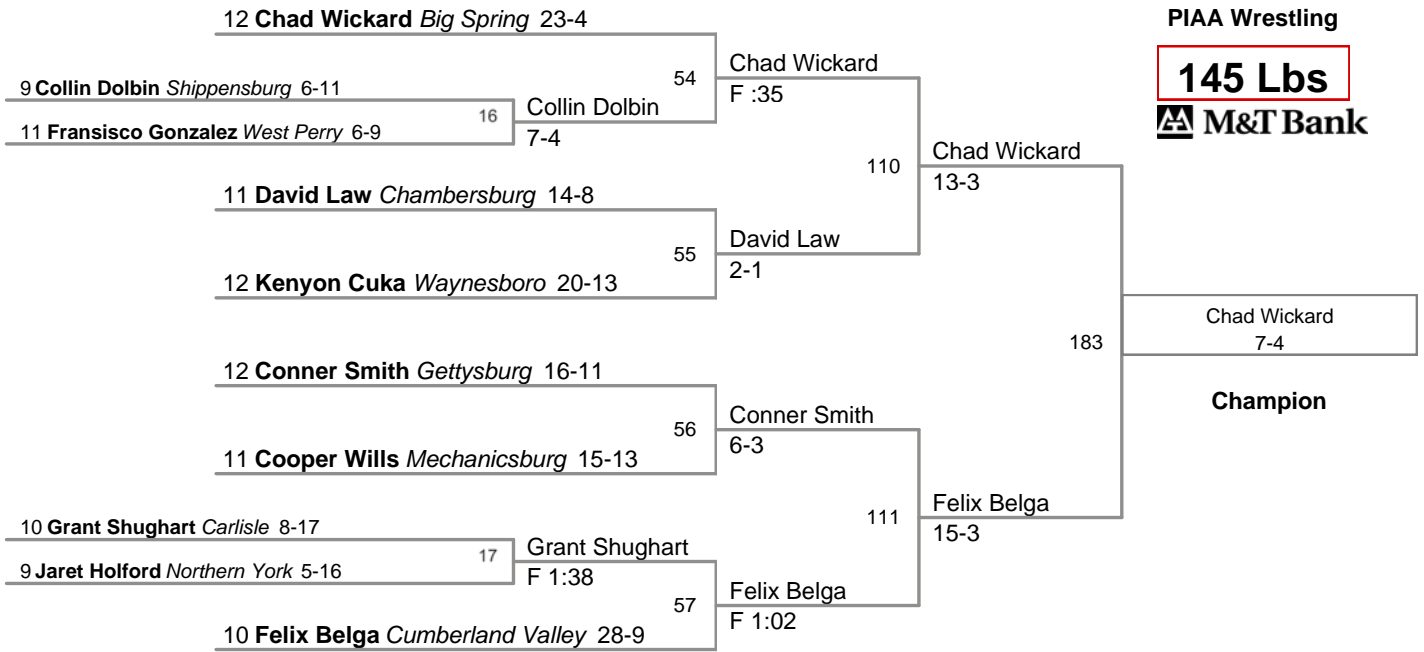 12 Chad Wickard Big Spring 23-4
PIAA Wrestling
145 Lbs
M&T Bank
54
Chad Wickard
F :35
9 Collin Dolbin Shippensburg 6-11
16
Collin Dolbin
7-4
11 Fransisco Gonzalez West Perry 6-9
110
Chad Wickard
13-3
11 David Law Chambersburg 14-8
55
David Law
2-1
12 Kenyon Cuka Waynesboro 20-13
183
Chad Wickard
7-4
Champion
12 Conner Smith Gettysburg 16-11
56
Conner Smith
6-3
11 Cooper Wills Mechanicsburg 15-13
111
Felix Belga
15-3
10 Grant Shughart Carlisle 8-17
17
Grant Shughart
F 1:38
9 Jaret Holford Northern York 5-16
57
Felix Belga
F 1:02
10 Felix Belga Cumberland Valley 28-9